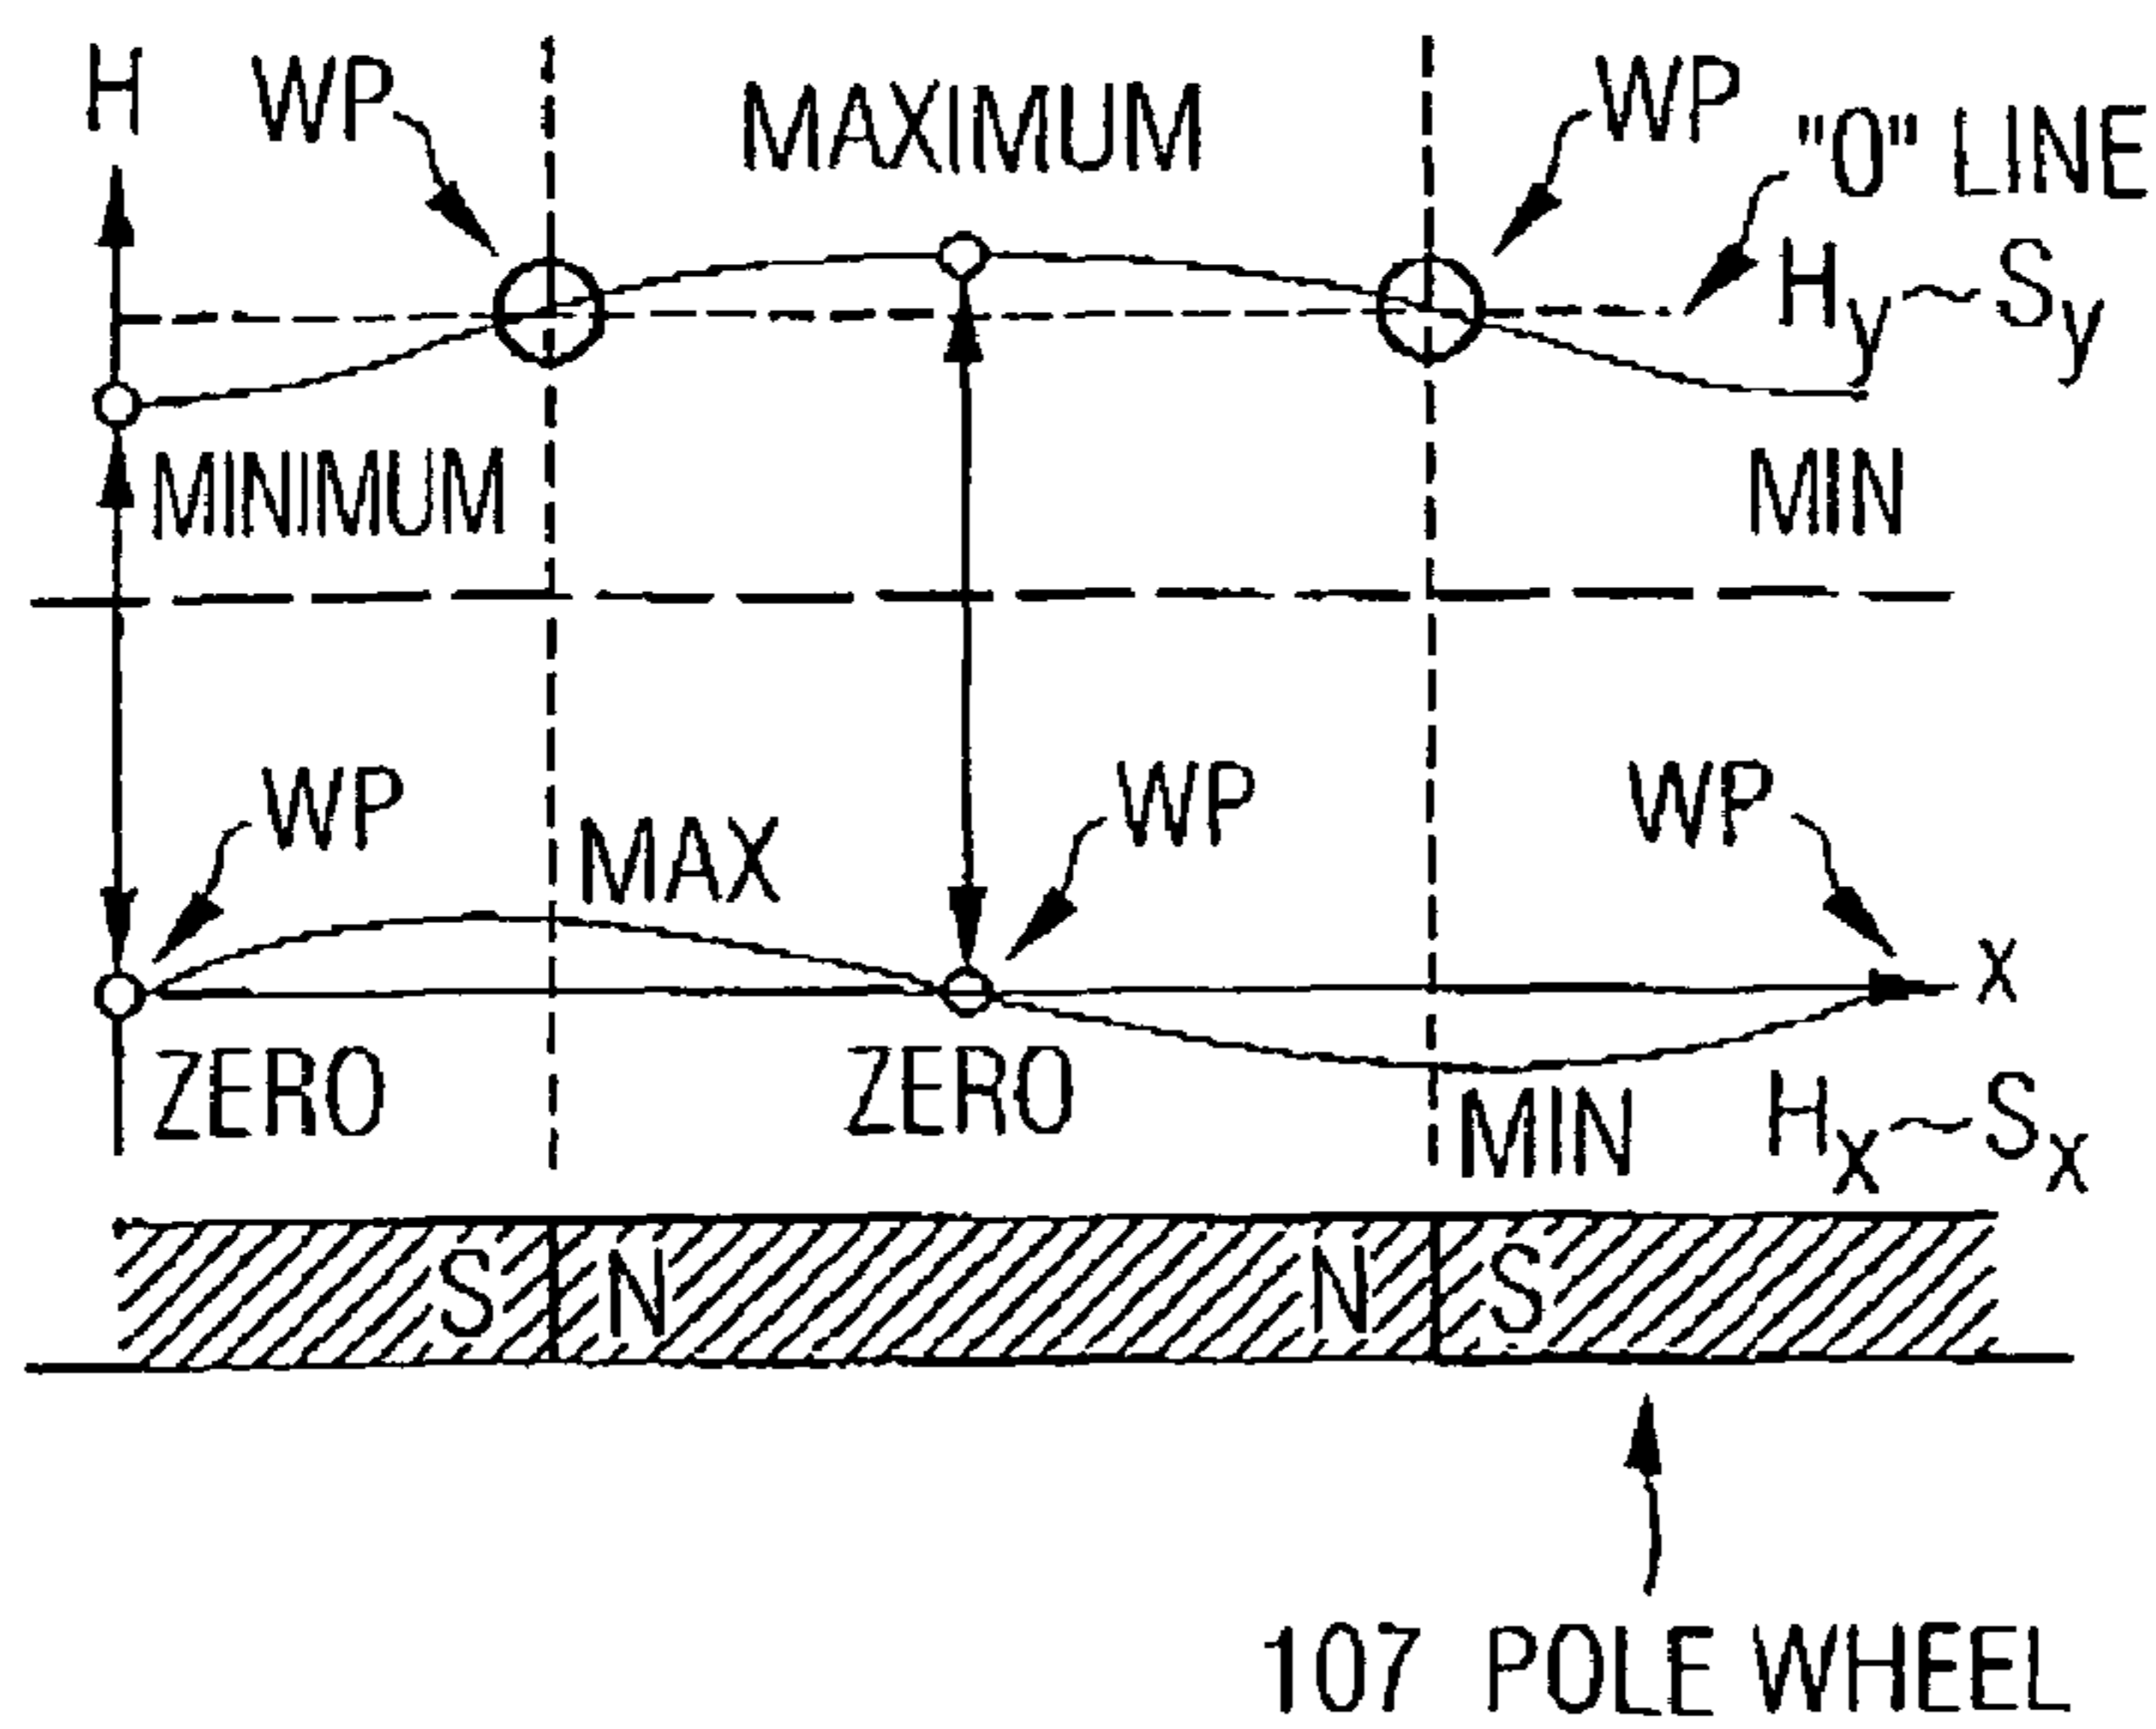 H
WP
MAXIMUM
WP
"O" LINE
Hy~Sy
MINIMUM
MIN
WP
MAX
WP
WP
X
ZERO
ZERO
MIN
Hx~Sx
S N
N S
107 POLE WHEEL